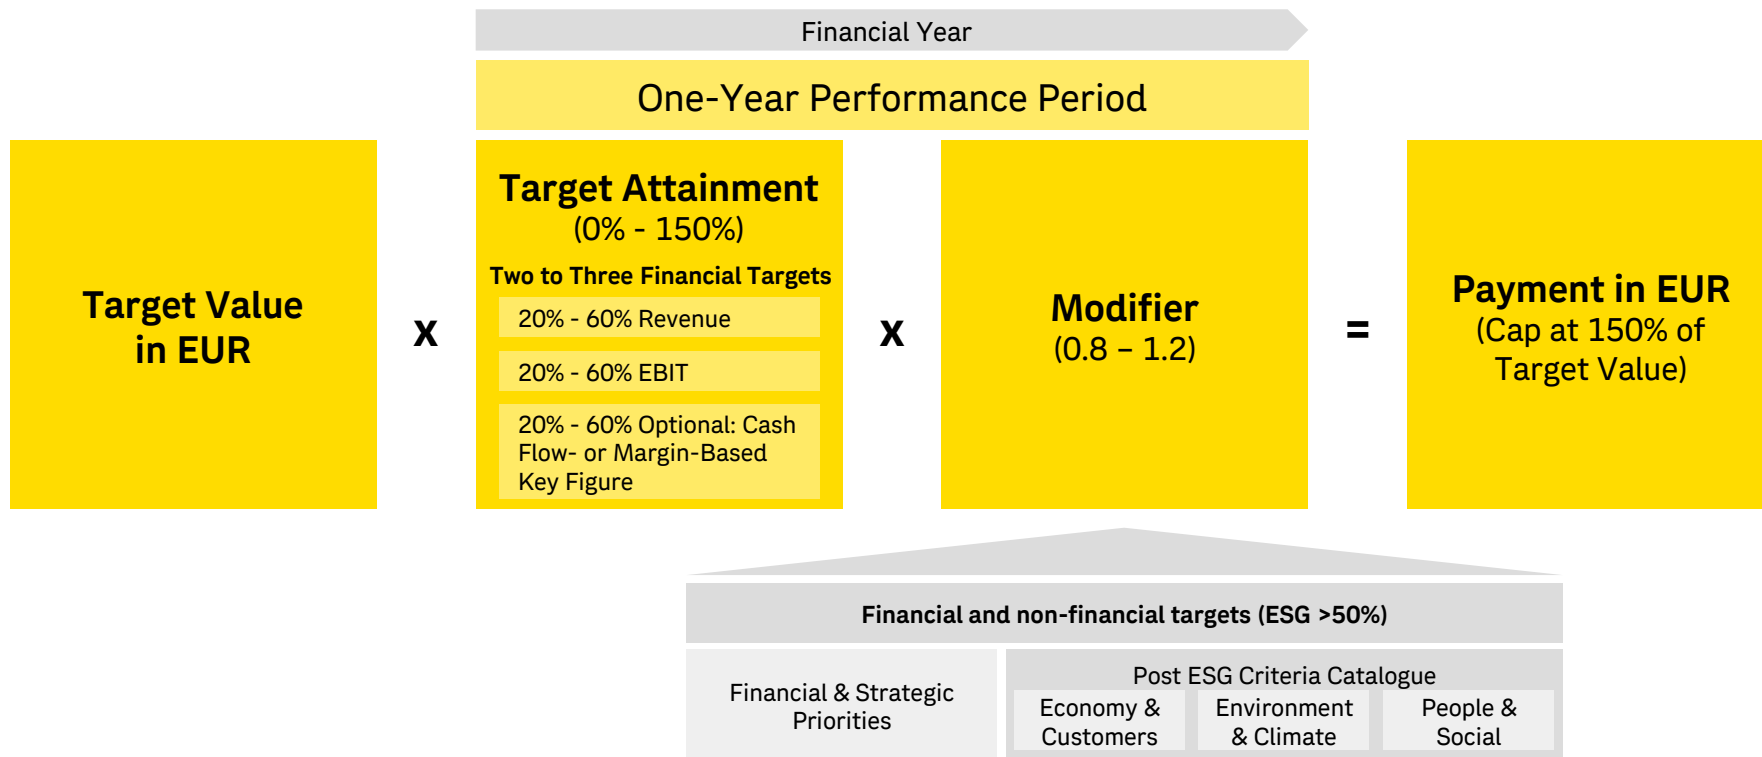 Financial Year
One-Year Performance Period
Target Value
in EUR
x
Target Attainment
(0% - 150%)
Two to Three Financial Targets
20% - 60% Revenue
20% - 60% EBIT
20% - 60% Optional: Cash
Flow- or Margin-Based
Key Figure
x
Modifier
(0.8 – 1.2)
=
Payment in EUR
(Cap at 150% of
Target Value)
Financial and non-financial targets (ESG >50%)
Financial & Strategic
Priorities
Post ESG Criteria Catalogue
Economy &
Customers
Environment
& Climate
People &
Social